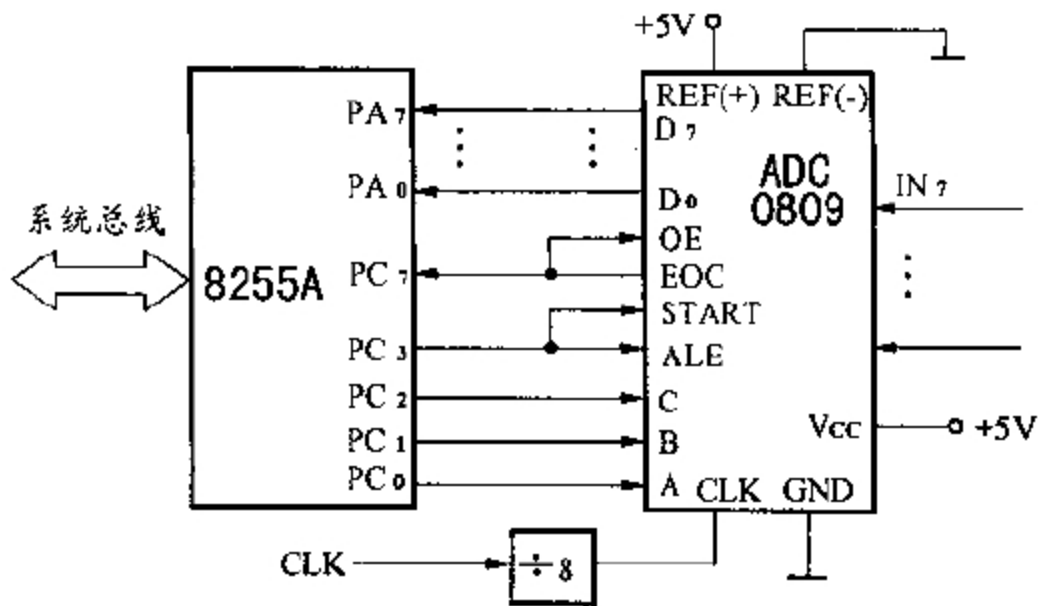 +5V
REF(+) REF(-)
PA7
D7
ADC
0809
PA0
D0
IN7
系统总线
OE
8255A
PC7
EOC
START
PC3
ALE
PC2
C
VCC
+5V
PC1
B
PC0
A
CLK GND
CLK
÷8